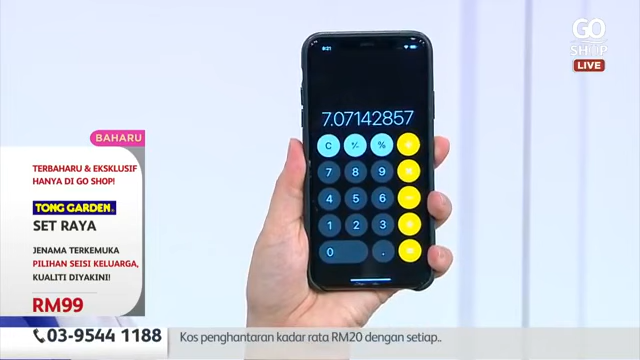 GO
SHOP
LIVE
8:21
7.07142857
C ⁺∕₋ %
7 8 9
4 5 6
1 2 3
0 .
BAHARU
TERBAHARU & EKSKLUSIF
HANYA DI GO SHOP!
TONG GARDEN
SET RAYA
JENAMA TERKEMUKA
PILIHAN SEISI KELUARGA,
KUALITI DIYAKINI!
RM99
03-9544 1188
Kos penghantaran kadar rata RM20 dengan setiap..